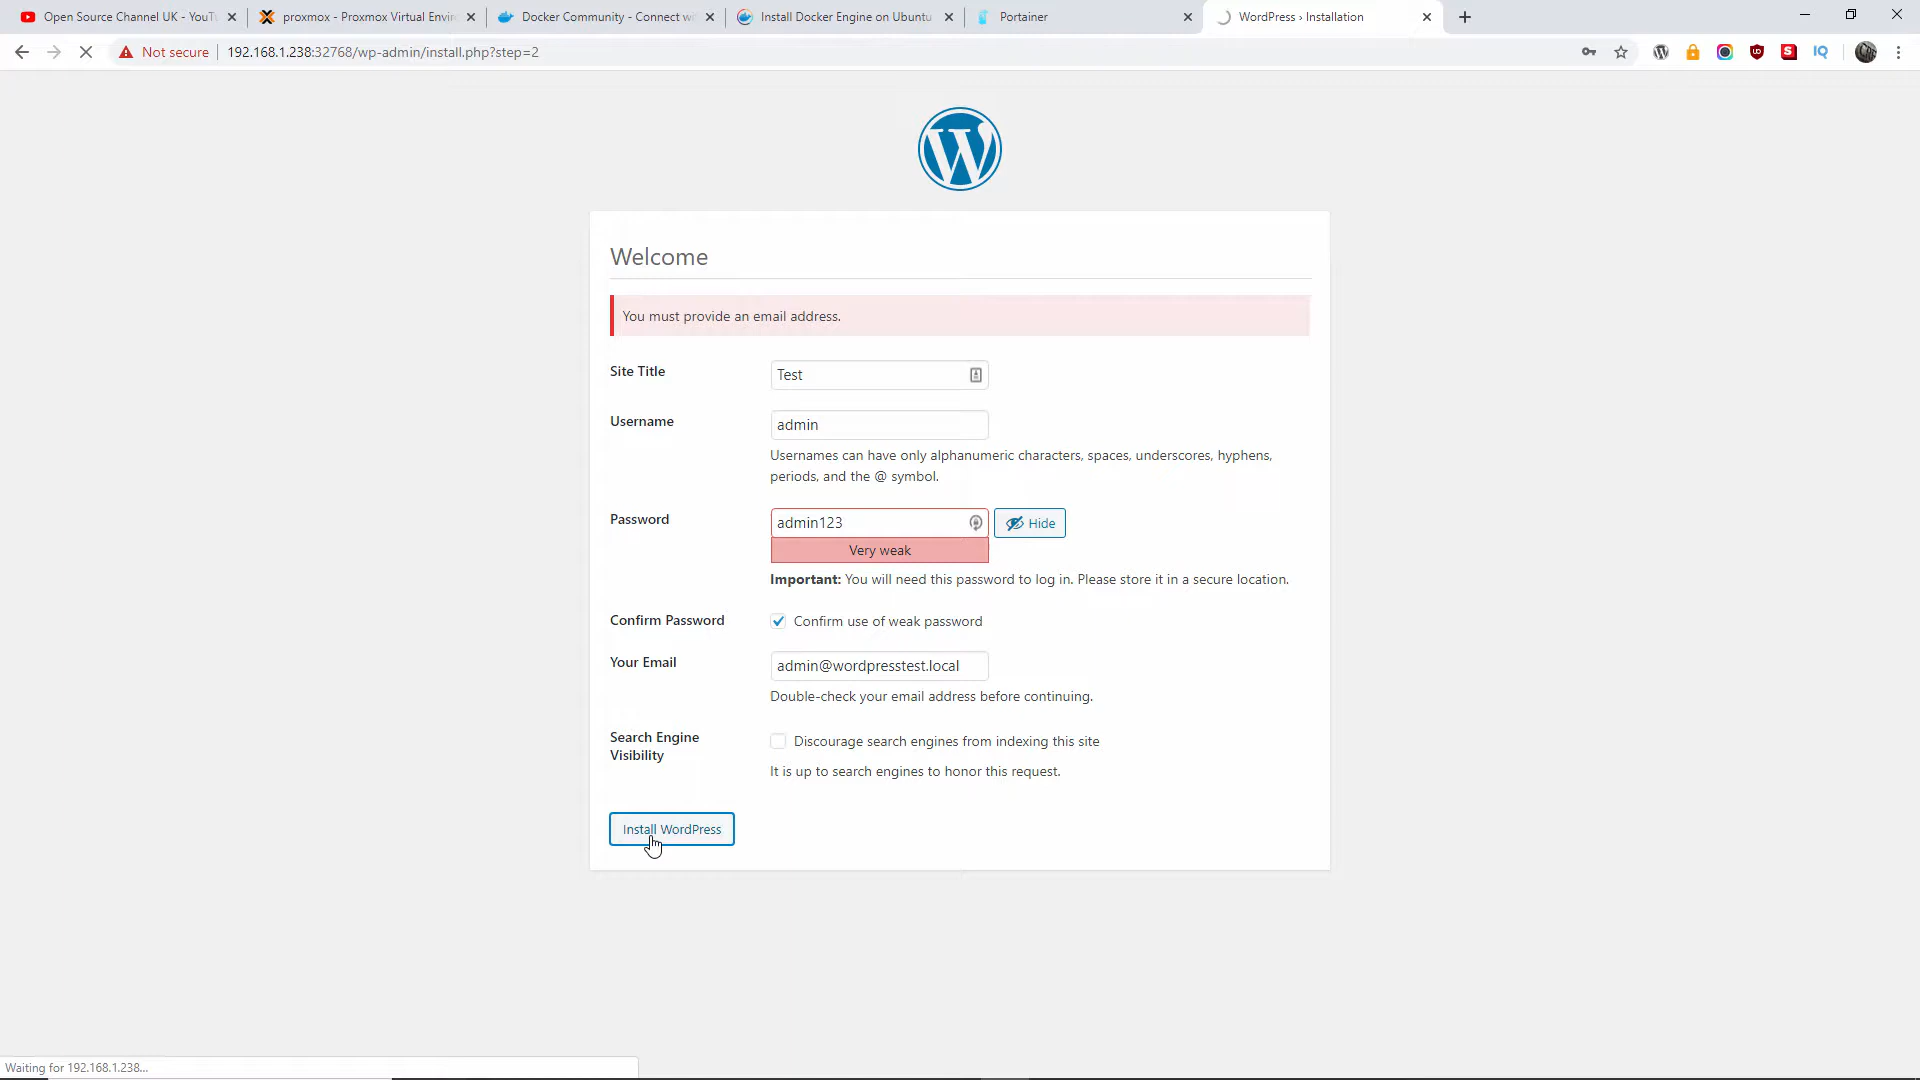 Open Source Channel UK - YouT
proxmox - Proxmox Virtual Envir
Docker Community - Connect w
Install Docker Engine on Ubuntu
Portainer
WordPress › Installation
Not secure
192.168.1.238:32768/wp-admin/install.php?step=2
IQ
Welcome
You must provide an email address.
Site Title
Test
Username
admin
Usernames can have only alphanumeric characters, spaces, underscores, hyphens,
periods, and the @ symbol.
Password
admin123
Hide
Very weak
Important: You will need this password to log in. Please store it in a secure location.
Confirm Password
Confirm use of weak password
Your Email
admin@wordpresstest.local
Double-check your email address before continuing.
Search Engine
Visibility
Discourage search engines from indexing this site
It is up to search engines to honor this request.
Install WordPress
Waiting for 192.168.1.238...